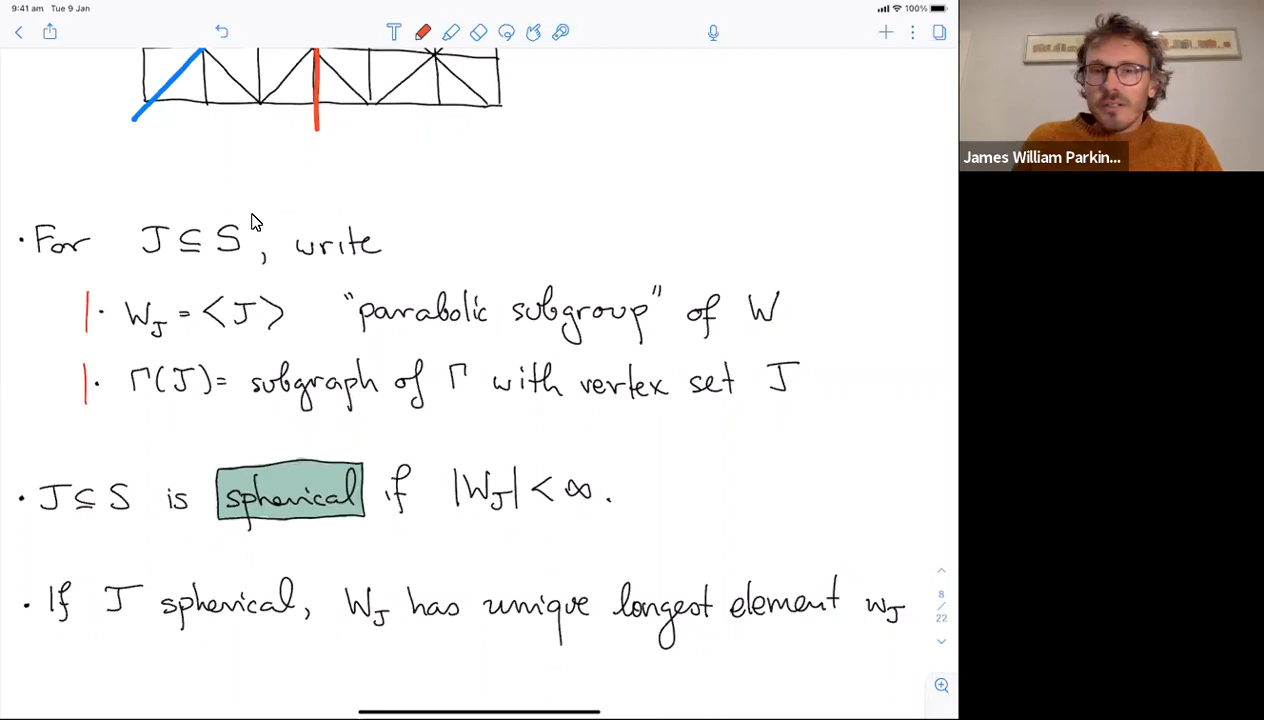 9:41 am Tue 9 Jan
100%
T
· For J ⊆ S, write
· W_J = <J> "parabolic subgroup" of W
· Γ(J) = subgraph of Γ with vertex set J
· J ⊆ S is spherical if |W_J| < ∞.
· If J spherical, W_J has unique longest element w_J
8
/
22
James William Parkin...